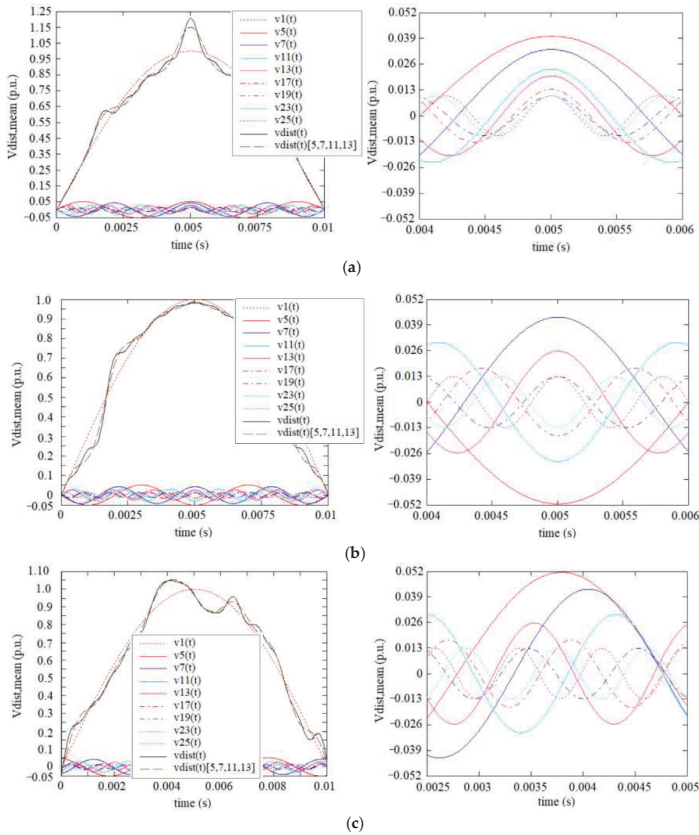 1.25
1.15
1.05
0.95
0.85
0.75
0.65
0.55
0.45
0.35
0.25
0.15
0.05
−0.05
Vdist,mean (p.u.)
0
0.0025
0.005
0.0075
0.01
time (s)
v1(t)
v5(t)
v7(t)
v11(t)
v13(t)
v17(t)
v19(t)
v23(t)
v25(t)
vdist(t)
vdist(t)[5,7,11,13]
0.052
0.039
0.026
0.013
0
−0.013
−0.026
−0.039
−0.052
Vdist,mean (p.u.)
0.004
0.0045
0.005
0.0055
0.006
time (s)
(a)
1.0
0.9
0.8
0.7
0.6
0.5
0.4
0.3
0.2
0.1
0
−0.05
Vdist,mean (p.u.)
0
0.0025
0.005
0.0075
0.01
time (s)
v1(t)
v5(t)
v7(t)
v11(t)
v13(t)
v17(t)
v19(t)
v23(t)
v25(t)
vdist(t)
vdist(t)[5,7,11,13]
0.052
0.039
0.026
0.013
0
−0.013
−0.026
−0.039
−0.052
Vdist,mean (p.u.)
0.004
0.0045
0.005
0.0055
0.006
time (s)
(b)
1.10
1.0
0.9
0.8
0.7
0.6
0.5
0.4
0.3
0.2
0.1
0
−0.05
Vdist,mean (p.u.)
0
0.002
0.004
0.006
0.008
0.01
time (s)
v1(t)
v5(t)
v7(t)
v11(t)
v13(t)
v17(t)
v19(t)
v23(t)
v25(t)
vdist(t)
vdist(t)[5,7,11,13]
0.052
0.039
0.026
0.013
0
−0.013
−0.026
−0.039
−0.052
Vdist,mean (p.u.)
0.0025
0.003
0.0035
0.004
0.0045
0.005
time (s)
(c)